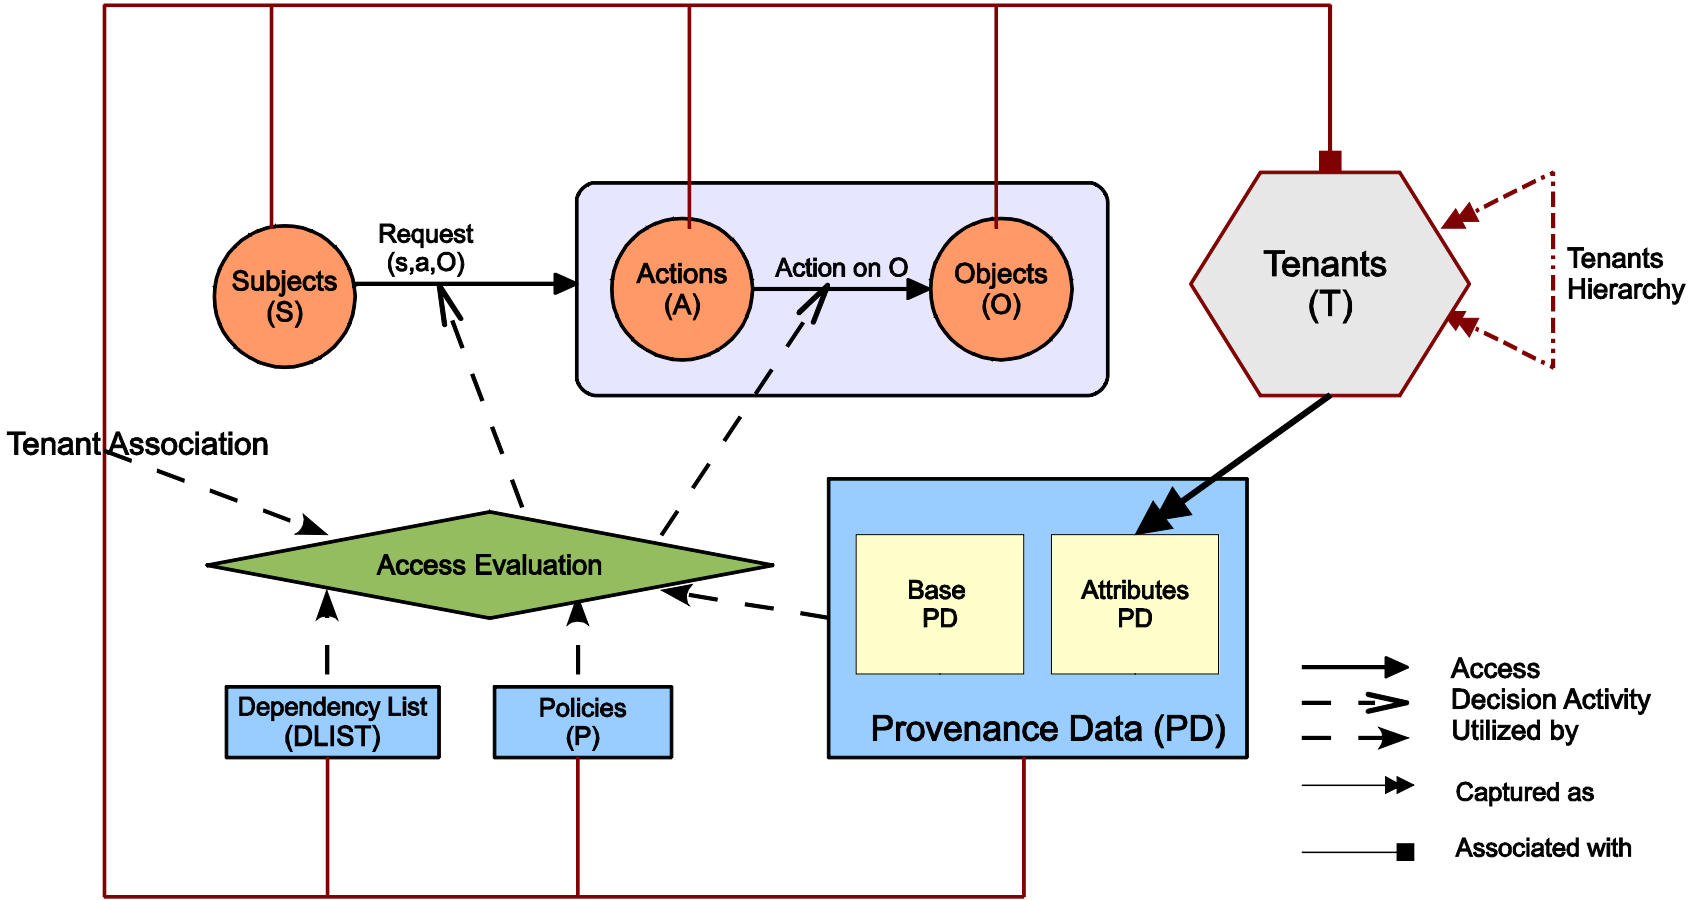 Request
(s,a,O)
Subjects
(S)
Actions
(A)
Action on O
Objects
(O)
Tenants
(T)
Tenants
Hierarchy
Tenant Association
Access Evaluation
Base
PD
Attributes
PD
Dependency List
(DLIST)
Policies
(P)
Provenance Data (PD)
Access
Decision Activity
Utilized by
Captured as
Associated with